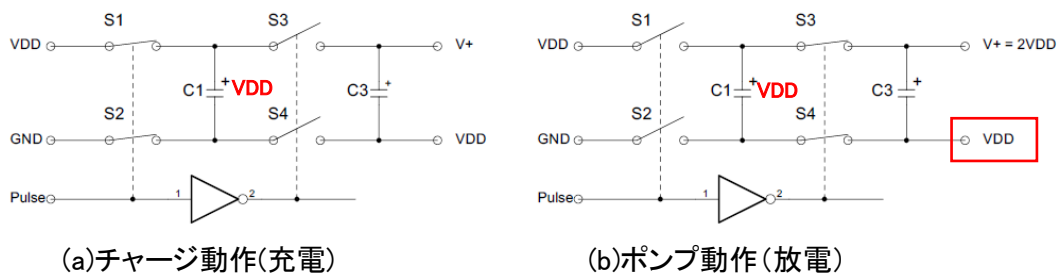 S1 S3
VDD V+
C1 + VDD C3 +
S2 S4
GND VDD
Pulse 1 2
(a)チャージ動作(充電)
S1 S3
VDD V+ = 2VDD
C1 + VDD C3 +
S2 S4
GND VDD
Pulse 1 2
(b)ポンプ動作(放電)